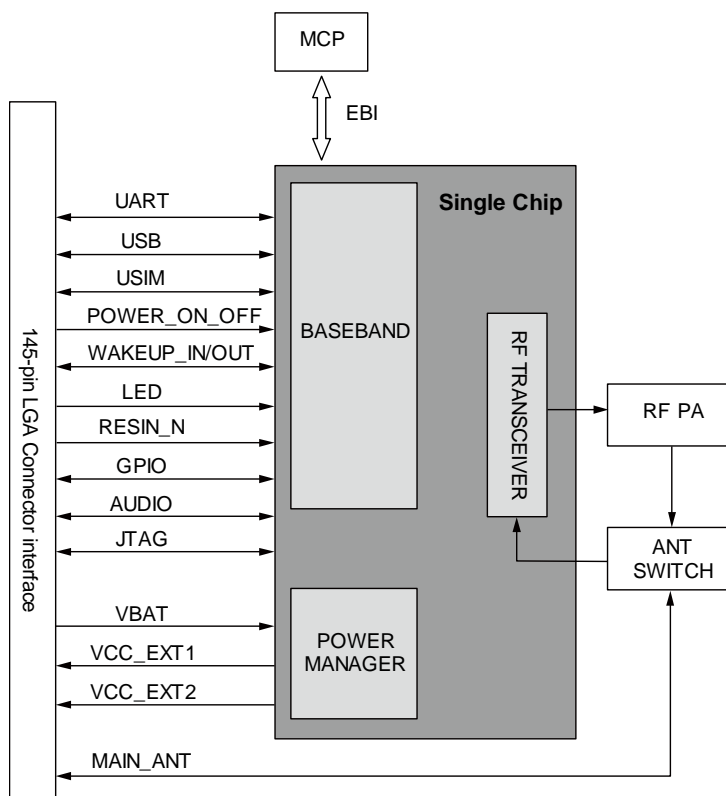 MCP
EBI
Single Chip
UART
USB
USIM
POWER_ON_OFF
WAKEUP_IN/OUT
LED
RESIN_N
GPIO
AUDIO
JTAG
BASEBAND
RF TRANSCEIVER
RF PA
ANT
SWITCH
145-pin LGA Connector interface
VBAT
VCC_EXT1
VCC_EXT2
POWER
MANAGER
MAIN_ANT